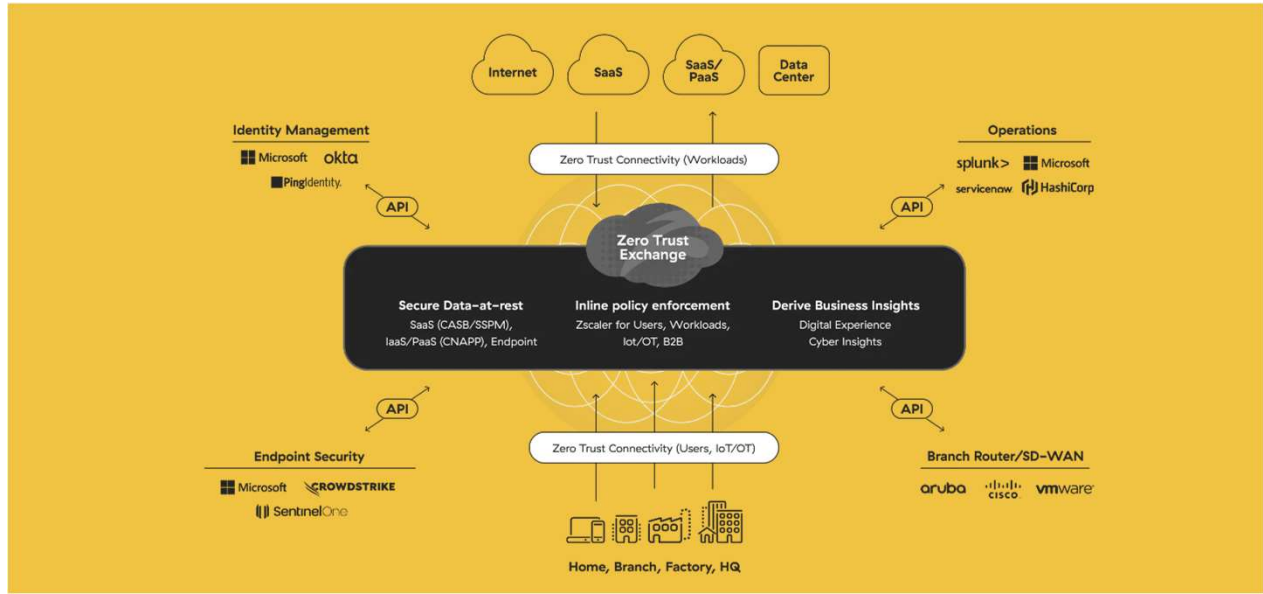 Internet
SaaS
SaaS/
PaaS
Data
Center
Identity Management
Microsoft okta
PingIdentity.
API
Zero Trust Connectivity (Workloads)
Operations
splunk> Microsoft
servicenow HashiCorp
API
Zero Trust
Exchange
Secure Data-at-rest
SaaS (CASB/SSPM),
IaaS/PaaS (CNAPP), Endpoint
Inline policy enforcement
Zscaler for Users, Workloads,
Iot/OT, B2B
Derive Business Insights
Digital Experience
Cyber Insights
API
Endpoint Security
Microsoft CROWDSTRIKE
SentinelOne
Zero Trust Connectivity (Users, IoT/OT)
API
Branch Router/SD-WAN
aruba CISCO vmware
Home, Branch, Factory, HQ